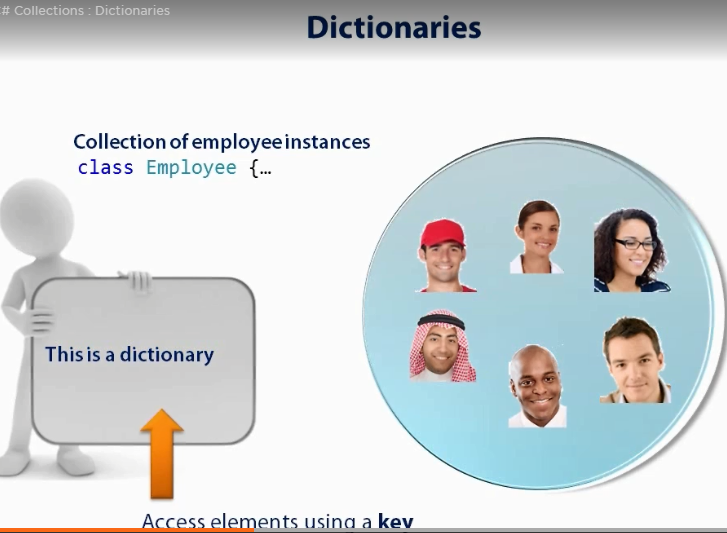 # Collections : Dictionaries
Dictionaries
Collection of employee instances
class Employee {…
This is a dictionary
Access elements using a key